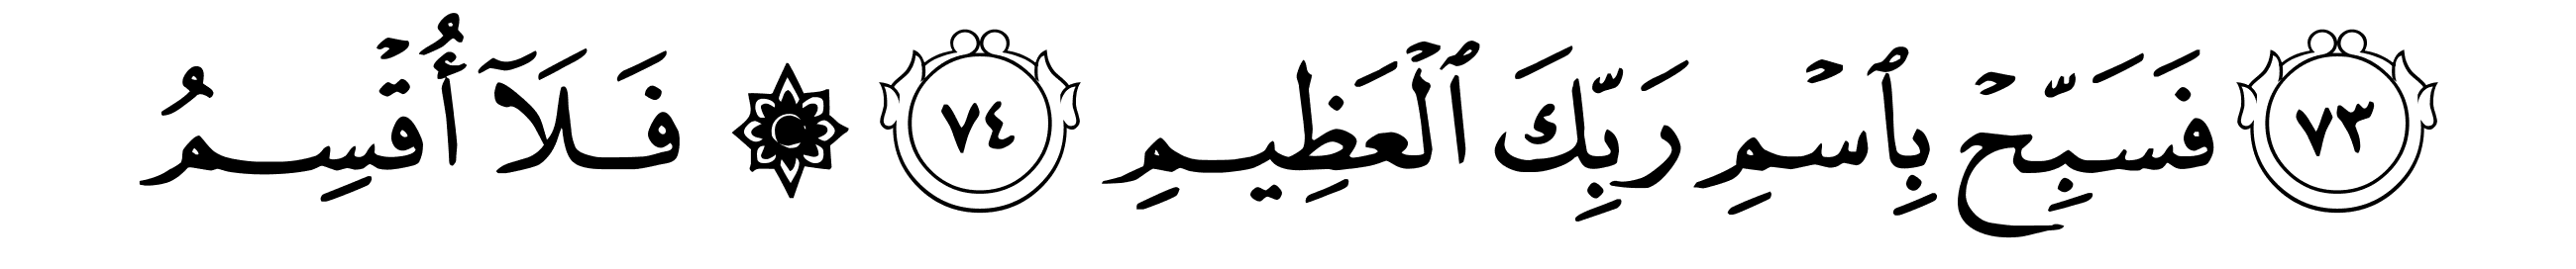 ٧٣ فَسَبِّحۡ بِٱسۡمِ رَبِّكَ ٱلۡعَظِيمِ ٧٤ ۞ فَلَآ أُقۡسِمُ